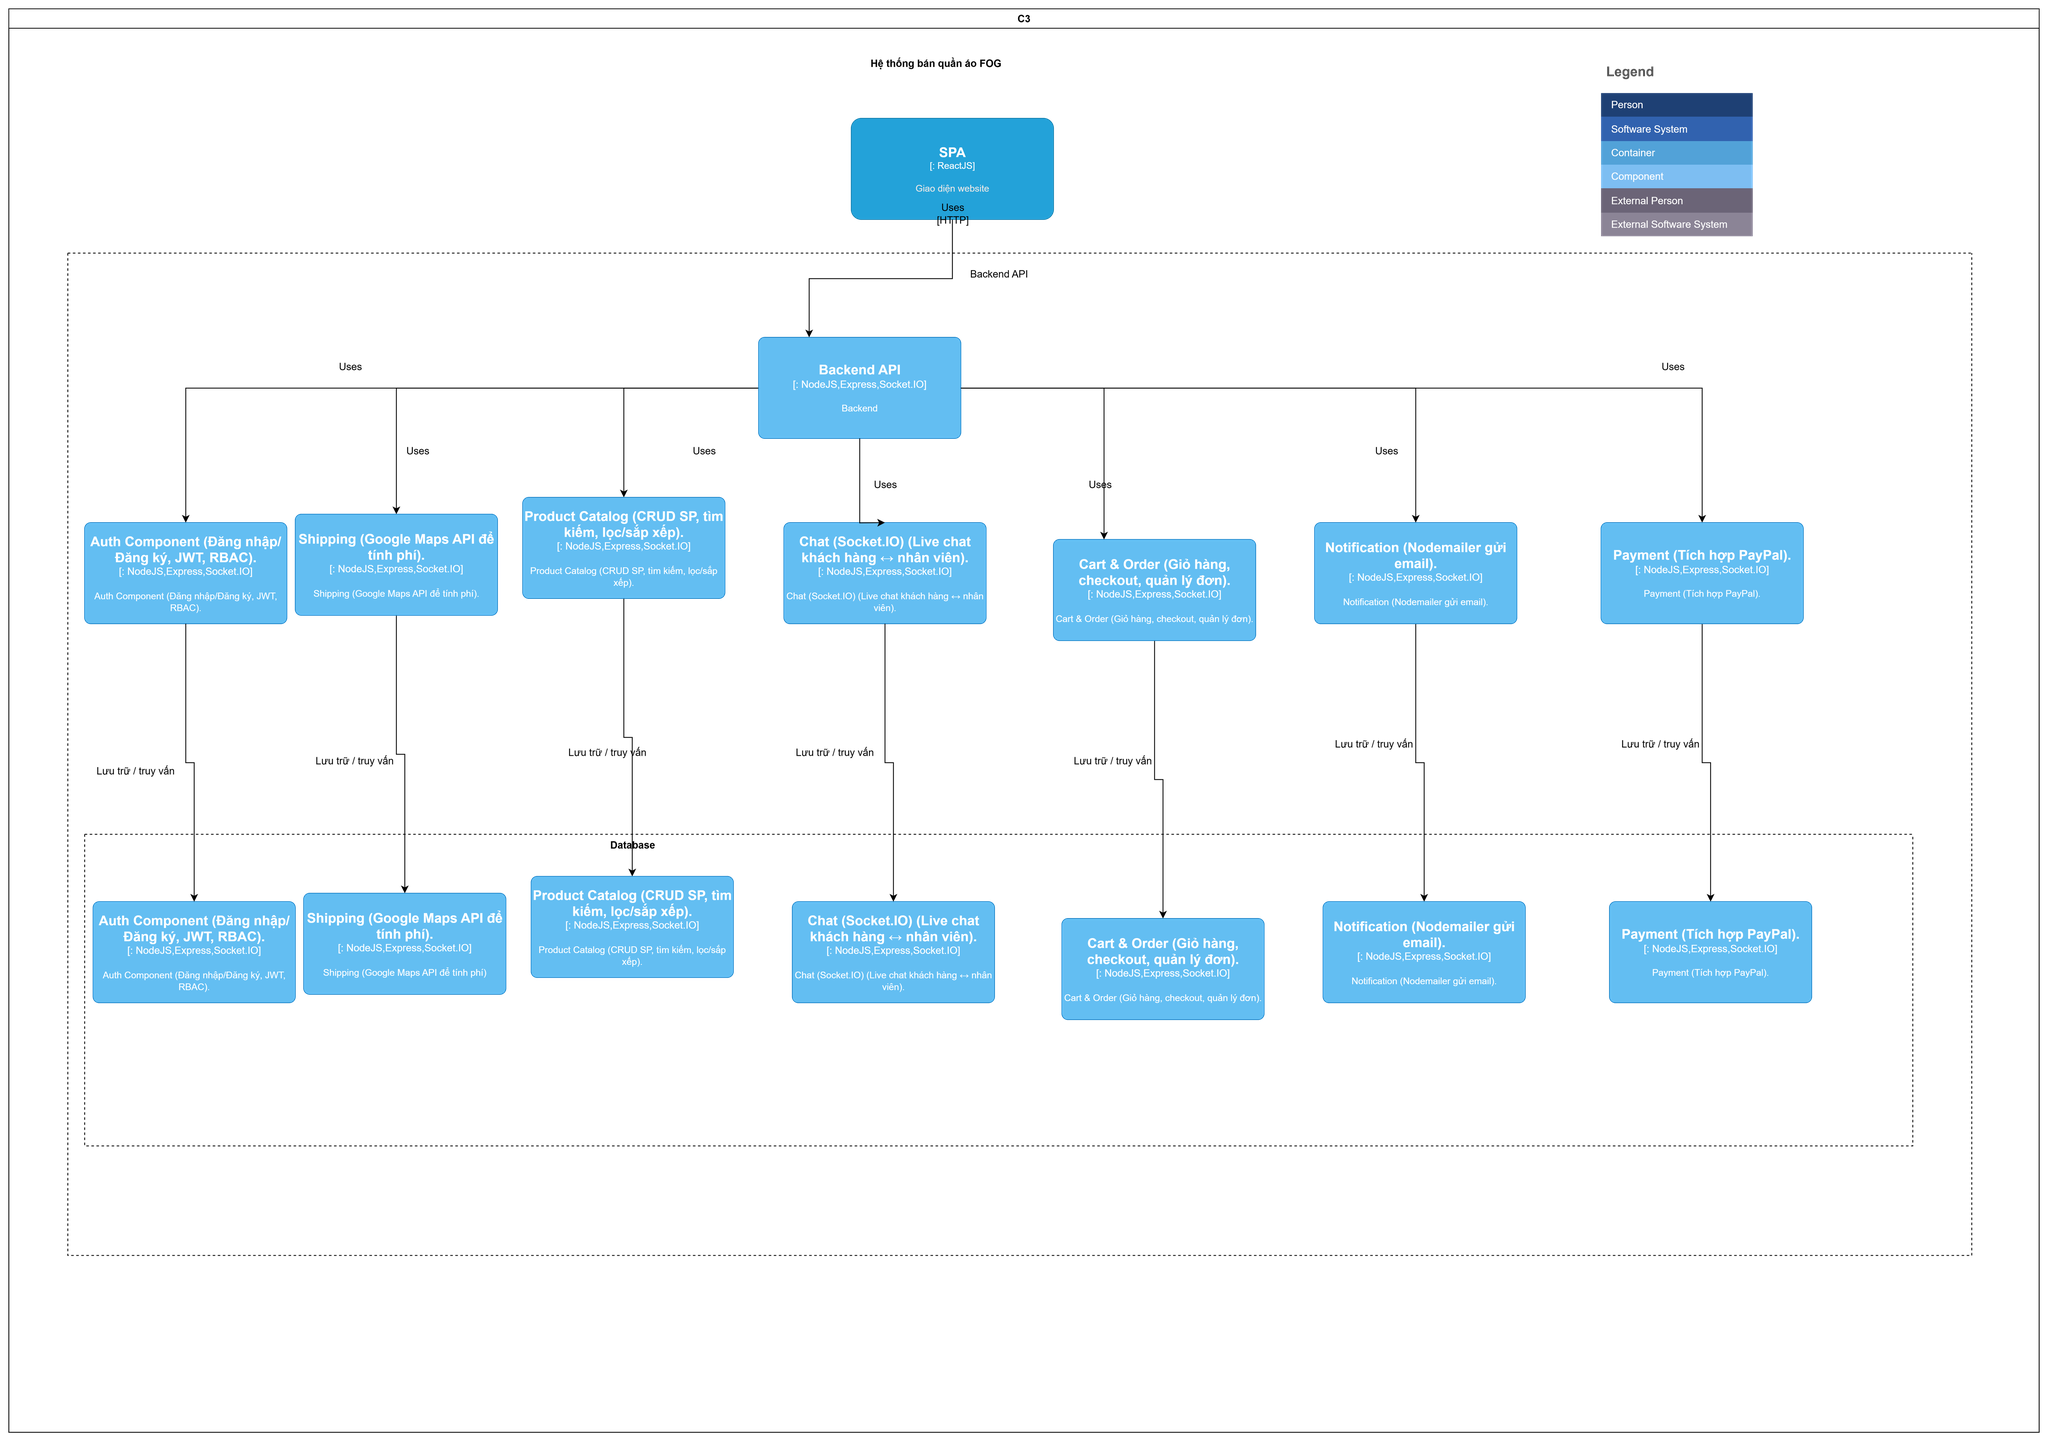 C3
Hệ thống bán quần áo FOG
Legend
Person
Software System
Container
Component
External Person
External Software System
SPA
[: ReactJS]
Giao diện website
Uses
[HTTP]
Backend API
Backend API
[: NodeJS,Express,Socket.IO]
Backend
Uses
Uses
Uses
Uses
Uses
Uses
Uses
Auth Component (Đăng nhập/
Đăng ký, JWT, RBAC).
[: NodeJS,Express,Socket.IO]
Auth Component (Đăng nhập/Đăng ký, JWT,
RBAC).
Shipping (Google Maps API để
tính phí).
[: NodeJS,Express,Socket.IO]
Shipping (Google Maps API để tính phí).
Product Catalog (CRUD SP, tìm
kiếm, lọc/sắp xếp).
[: NodeJS,Express,Socket.IO]
Product Catalog (CRUD SP, tìm kiếm, lọc/sắp
xếp).
Chat (Socket.IO) (Live chat
khách hàng ↔ nhân viên).
[: NodeJS,Express,Socket.IO]
Chat (Socket.IO) (Live chat khách hàng ↔ nhân
viên).
Cart & Order (Giỏ hàng,
checkout, quản lý đơn).
[: NodeJS,Express,Socket.IO]
Cart & Order (Giỏ hàng, checkout, quản lý đơn).
Notification (Nodemailer gửi
email).
[: NodeJS,Express,Socket.IO]
Notification (Nodemailer gửi email).
Payment (Tích hợp PayPal).
[: NodeJS,Express,Socket.IO]
Payment (Tích hợp PayPal).
Lưu trữ / truy vấn
Lưu trữ / truy vấn
Lưu trữ / truy vấn
Lưu trữ / truy vấn
Lưu trữ / truy vấn
Lưu trữ / truy vấn
Lưu trữ / truy vấn
Database
Auth Component (Đăng nhập/
Đăng ký, JWT, RBAC).
[: NodeJS,Express,Socket.IO]
Auth Component (Đăng nhập/Đăng ký, JWT,
RBAC).
Shipping (Google Maps API để
tính phí).
[: NodeJS,Express,Socket.IO]
Shipping (Google Maps API để tính phí)
Product Catalog (CRUD SP, tìm
kiếm, lọc/sắp xếp).
[: NodeJS,Express,Socket.IO]
Product Catalog (CRUD SP, tìm kiếm, lọc/sắp
xếp).
Chat (Socket.IO) (Live chat
khách hàng ↔ nhân viên).
[: NodeJS,Express,Socket.IO]
Chat (Socket.IO) (Live chat khách hàng ↔ nhân
viên).
Cart & Order (Giỏ hàng,
checkout, quản lý đơn).
[: NodeJS,Express,Socket.IO]
Cart & Order (Giỏ hàng, checkout, quản lý đơn).
Notification (Nodemailer gửi
email).
[: NodeJS,Express,Socket.IO]
Notification (Nodemailer gửi email).
Payment (Tích hợp PayPal).
[: NodeJS,Express,Socket.IO]
Payment (Tích hợp PayPal).